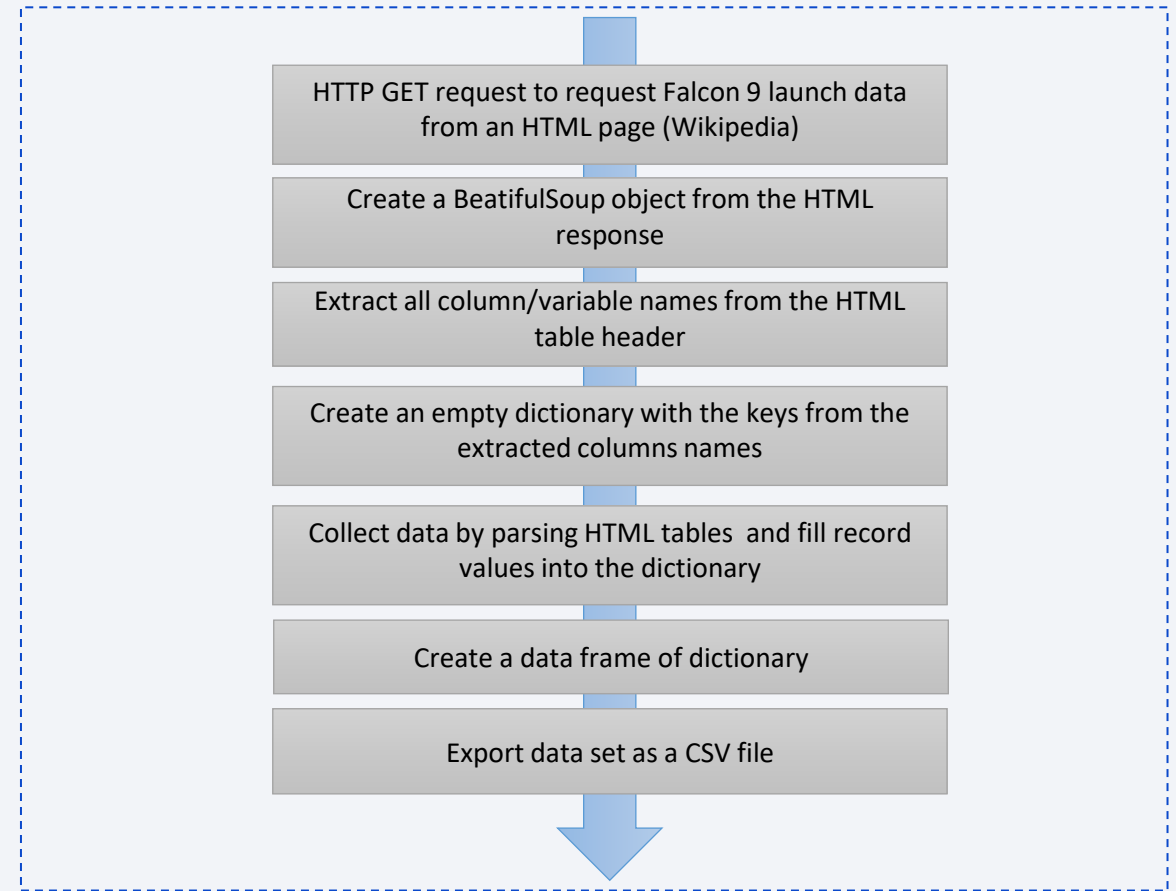 HTTP GET request to request Falcon 9 launch data
from an HTML page (Wikipedia)
Create a BeatifulSoup object from the HTML
response
Extract all column/variable names from the HTML
table header
Create an empty dictionary with the keys from the
extracted columns names
Collect data by parsing HTML tables  and fill record
values into the dictionary
Create a data frame of dictionary
Export data set as a CSV file